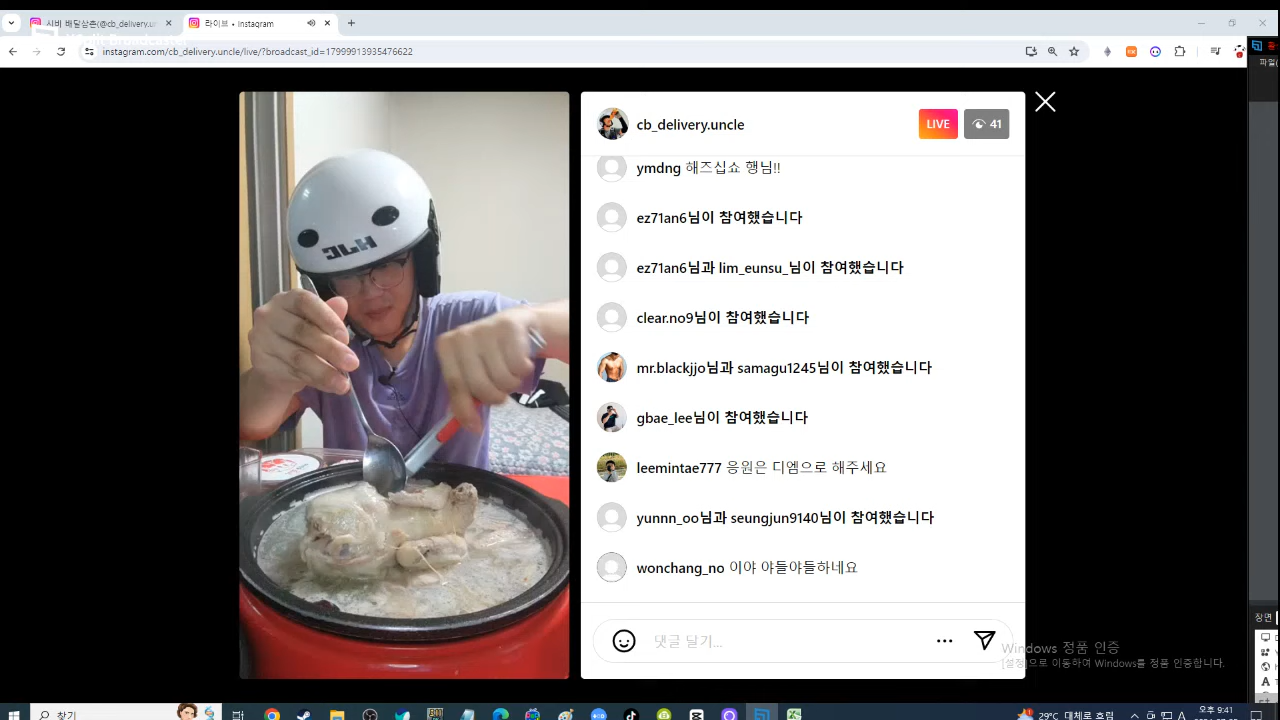 시바 배달삼촌(@cb_delivery.un
라이브 • Instagram
instagram.com/cb_delivery.uncle/live/?broadcast_id=17999913935476622
파일(
cb_delivery.uncle
LIVE
41
ymdng 해즈십쇼 행님!!
ez71an6님이 참여했습니다
ez71an6님과 lim_eunsu_님이 참여했습니다
clear.no9님이 참여했습니다
mr.blackjjo님과 samagu1245님이 참여했습니다
gbae_lee님이 참여했습니다
leemintae777 응원은 디엠으로 해주세요
yunnn_oo님과 seungjun9140님이 참여했습니다
wonchang_no 이야 야들야들하네요
댓글 달기...
Windows 정품 인증
[설정]으로 이동하여 Windows를 정품 인증합니다.
장면
찾기
29°C 대체로 흐림
오후 9:41